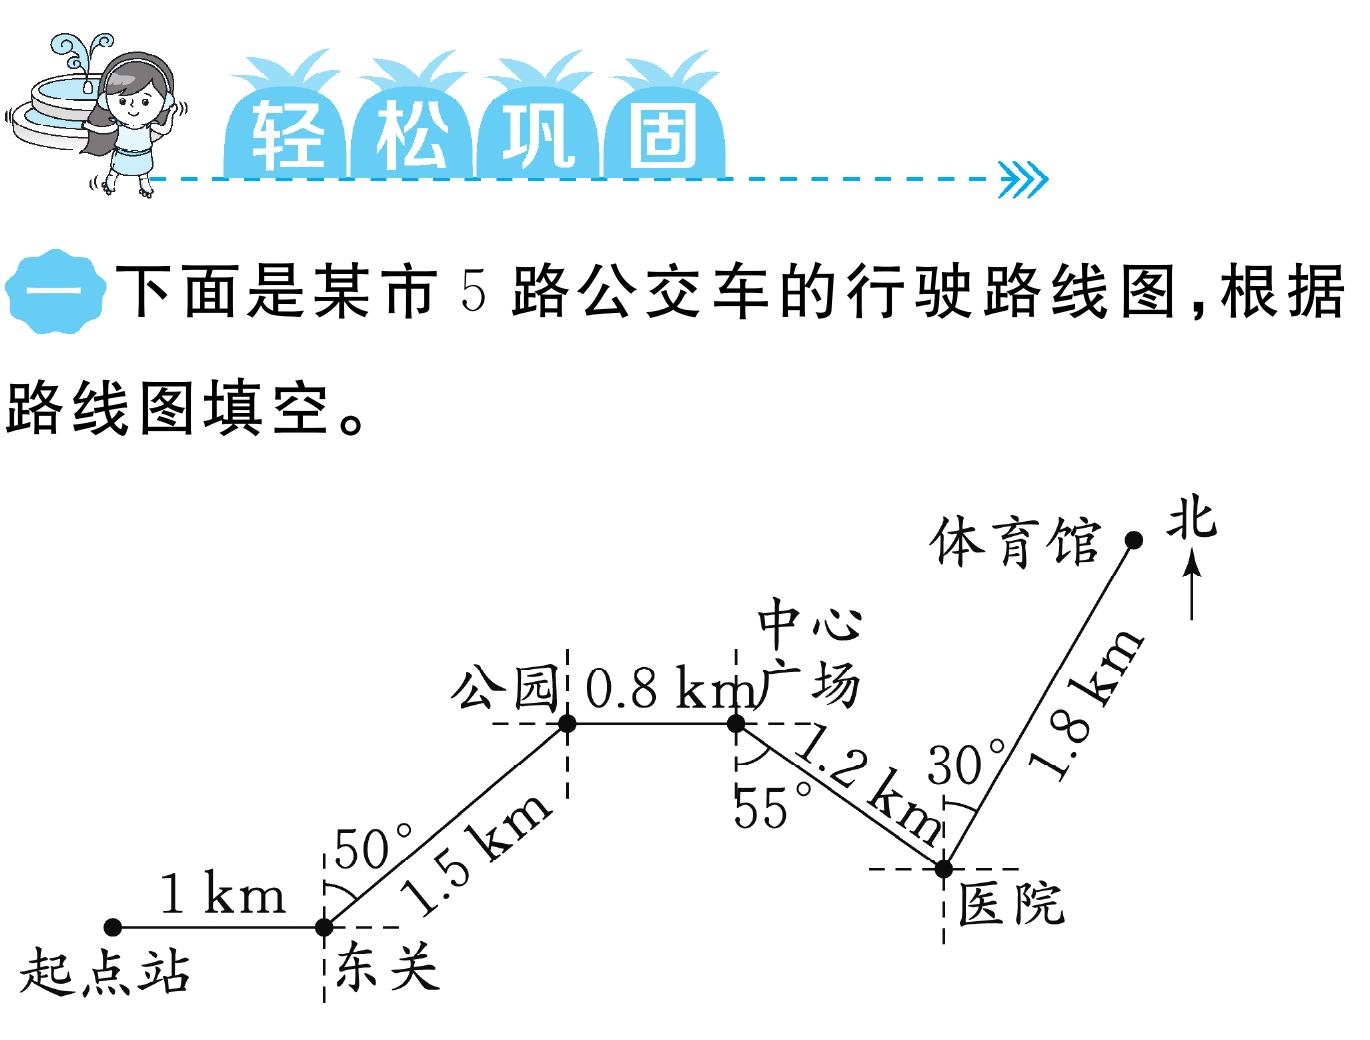 轻松巩固
一 下面是某市 5 路公交车的行驶路线图,根据
路线图填空。
北
体育馆
中心
广场
公园
0.8 km
1.8 km
1.2 km
30°
55°
50°
1.5 km
1 km
医院
起点站
东关